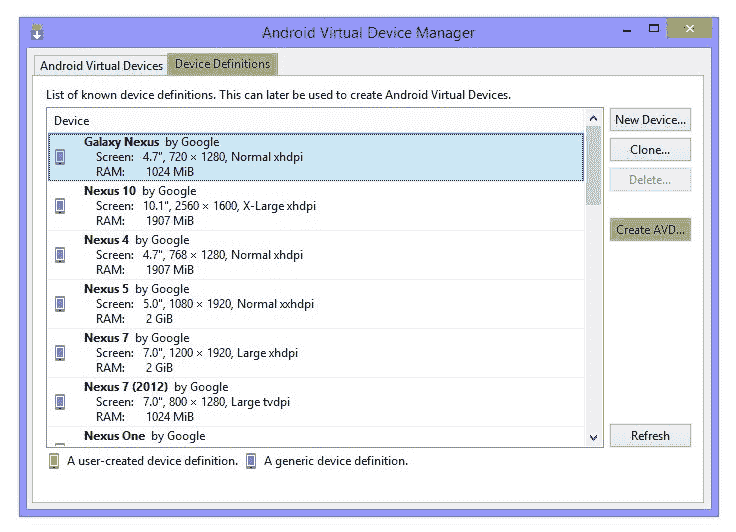 Android Virtual Device Manager
Android Virtual Devices
Device Definitions
List of known device definitions. This can later be used to create Android Virtual Devices.
Device
Galaxy Nexus by Google
Screen: 4.7", 720 × 1280, Normal xhdpi
RAM: 1024 MiB
Nexus 10 by Google
Screen: 10.1", 2560 × 1600, X-Large xhdpi
RAM: 1907 MiB
Nexus 4 by Google
Screen: 4.7", 768 × 1280, Normal xhdpi
RAM: 1907 MiB
Nexus 5 by Google
Screen: 5.0", 1080 × 1920, Normal xxhdpi
RAM: 2 GiB
Nexus 7 by Google
Screen: 7.0", 1200 × 1920, Large xhdpi
RAM: 2 GiB
Nexus 7 (2012) by Google
Screen: 7.0", 800 × 1280, Large tvdpi
RAM: 1024 MiB
Nexus One by Google
New Device...
Clone...
Delete...
Create AVD...
Refresh
A user-created device definition.
A generic device definition.